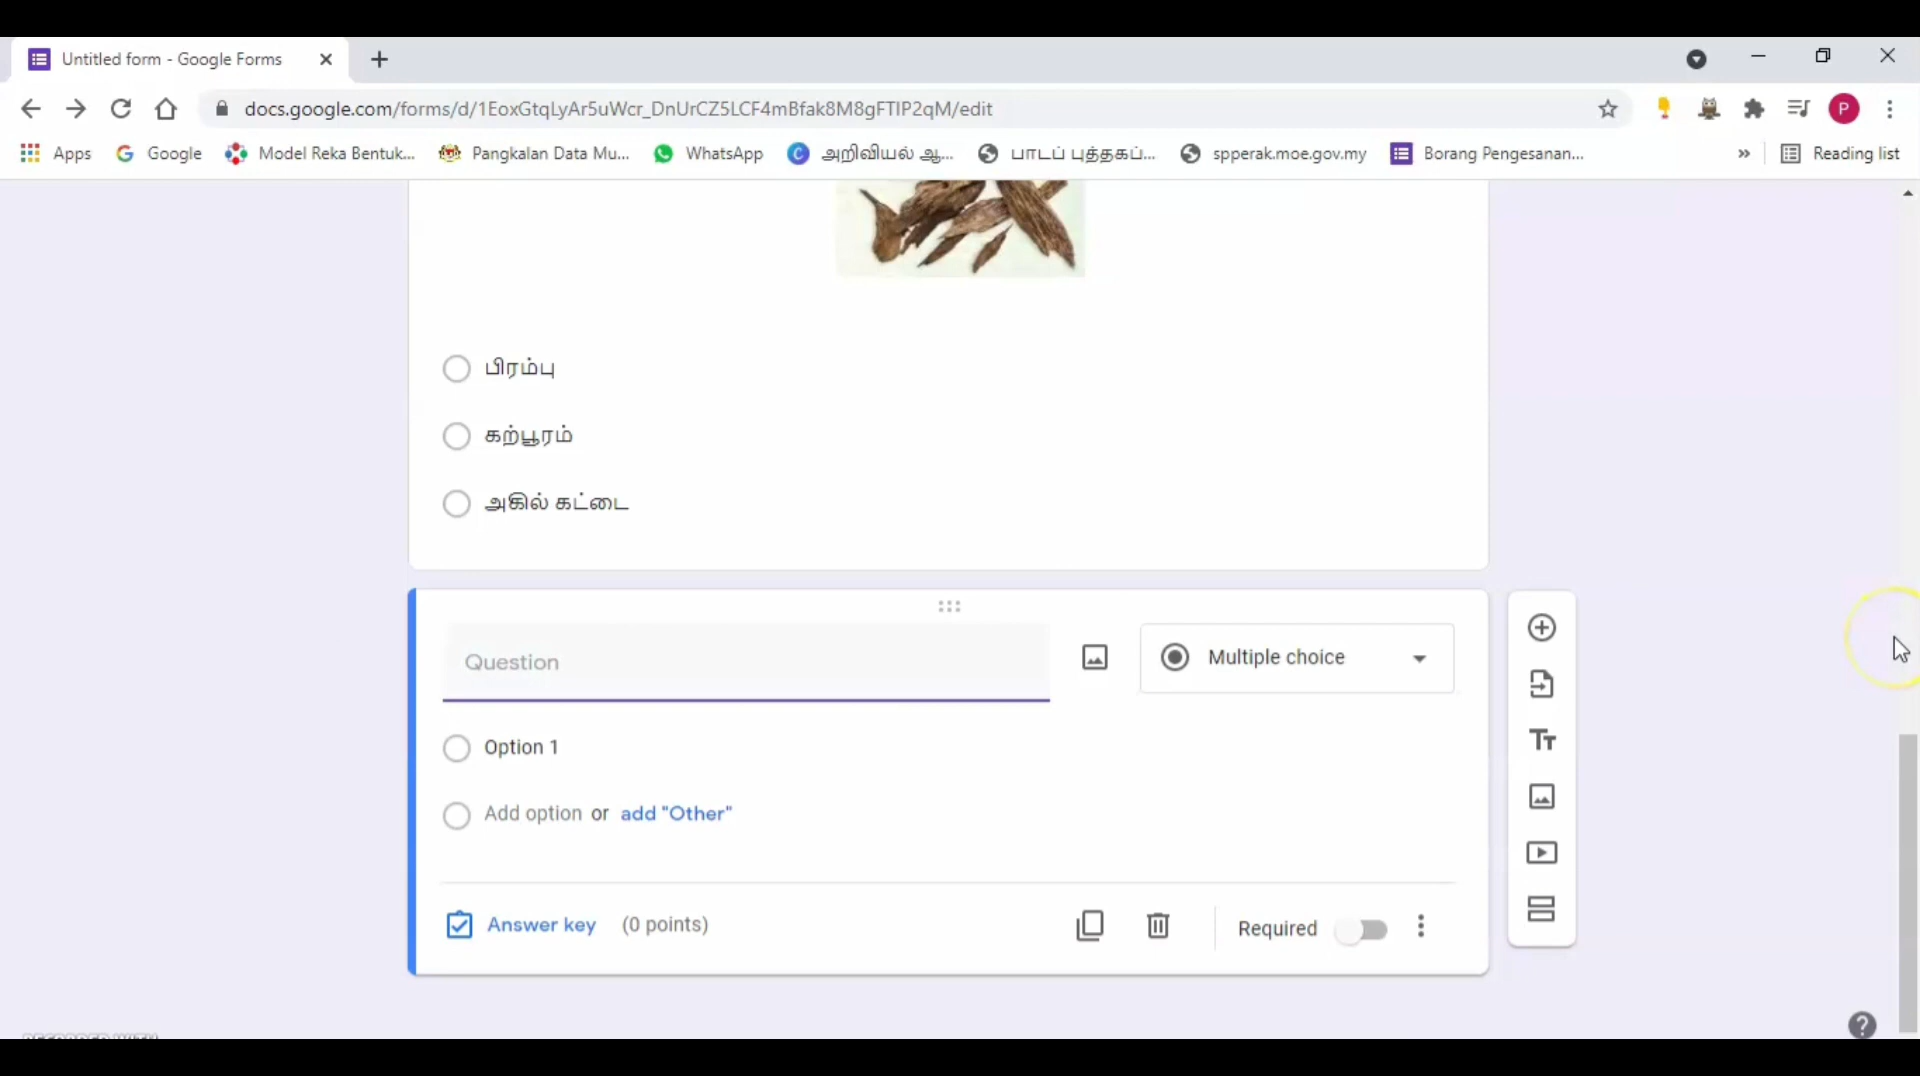 Untitled form - Google Forms
docs.google.com/forms/d/1EoxGtqLyAr5uWcr_DnUrCZ5LCF4mBfak8M8gFTIP2qM/edit
P
Apps Google Model Reka Bentuk... Pangkalan Data Mu... WhatsApp அறிவியல் ஆ... பாடப் புத்தகப்... spperak.moe.gov.my Borang Pengesanan... » Reading list
பிரம்பு
கற்பூரம்
அகில் கட்டை
Question
Multiple choice
Option 1
Add option or add "Other"
Answer key (0 points)
Required